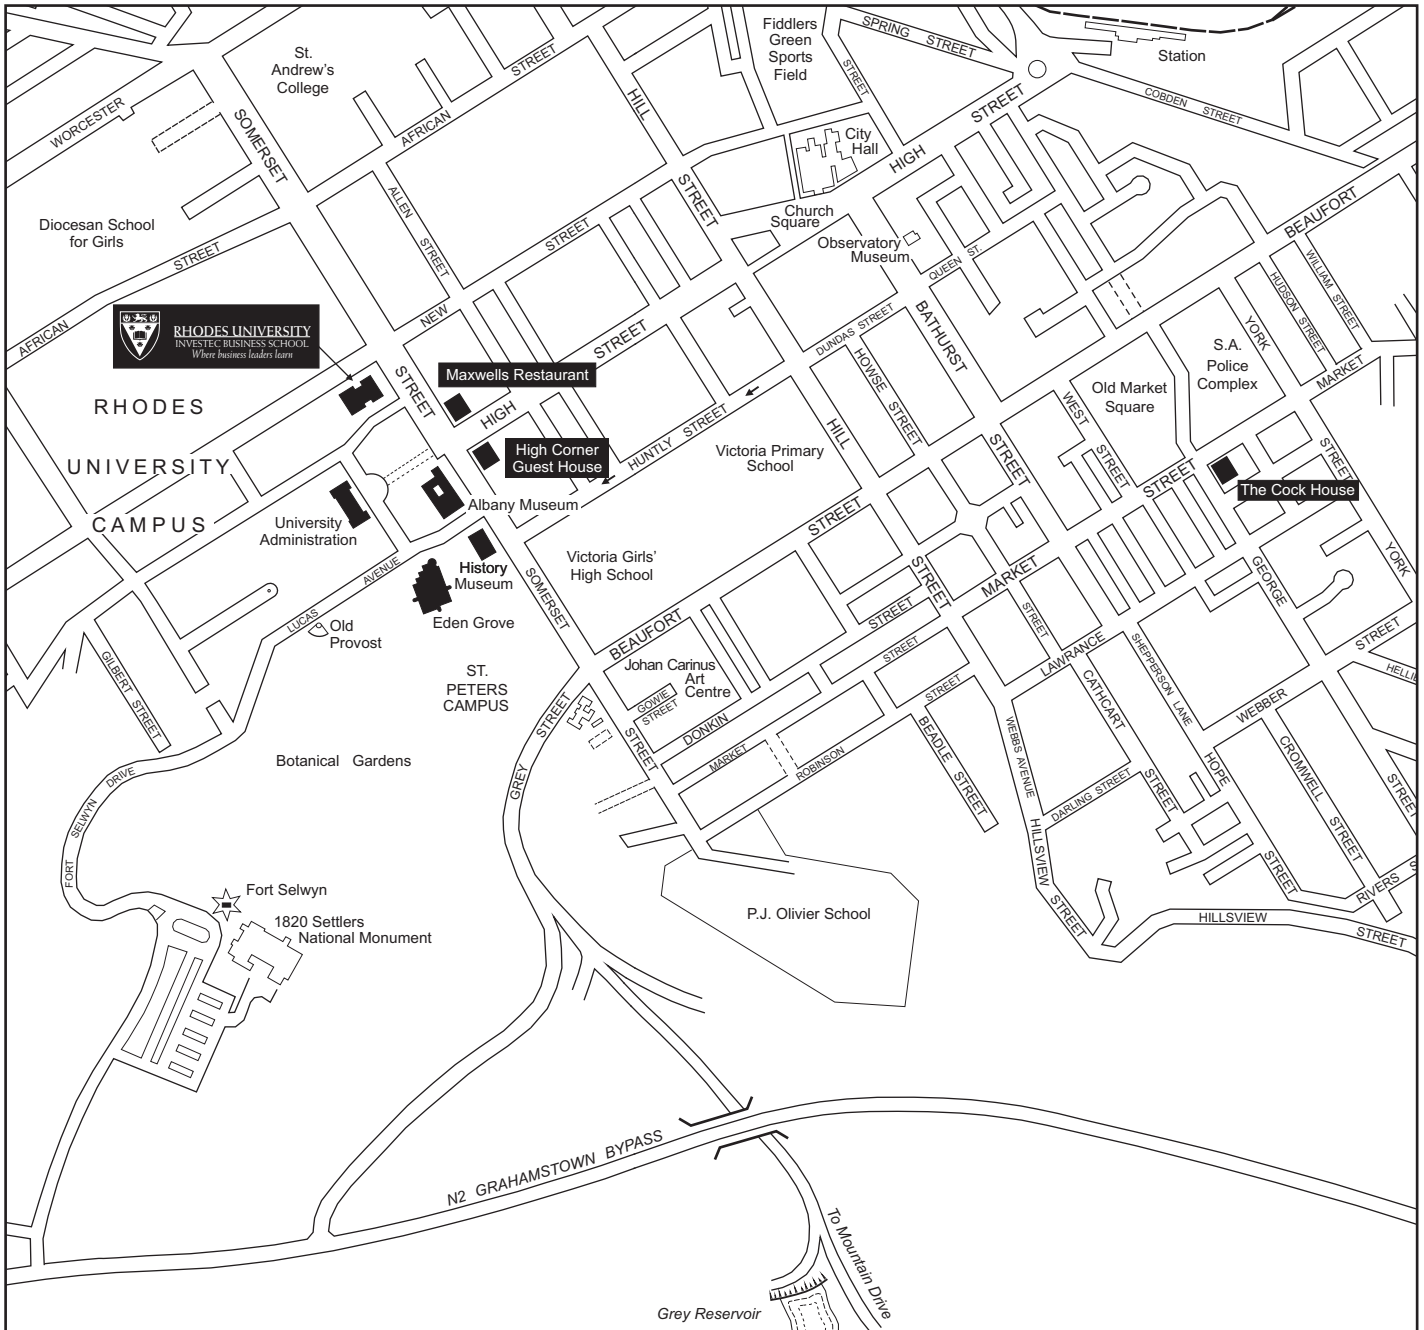 Fiddlers
Green
Sports
Field
SPRING STREET
STREET
Station
St.
Andrew's
College
STREET
AFRICAN
HILL
STREET
COBDEN STREET
WORCESTER
SOMERSET
City
Hall
HIGH
STREET
ALLEN
STREET
STREET
Church
Square
BEAUFORT
Diocesan School
for Girls
STREET
AFRICAN
Observatory
Museum
QUEEN ST.
WILLIAM STREET
HUDSON STREET
YORK
NEW
STREET
BATHURST
DUNDAS STREET
HOWSE STREET
RHODES UNIVERSITY
INVESTEC BUSINESS SCHOOL
Where business leaders learn
S.A.
Police
Complex
MARKET
STREET
Maxwells Restaurant
HIGH
Old Market
Square
WEST
STREET
RHODES
UNIVERSITY
CAMPUS
High Corner
Guest House
HUNTLY STREET
HILL
Victoria Primary
School
STREET
STREET
STREET
The Cock House
Albany Museum
University
Administration
STREET
YORK
Victoria Girls'
High School
History
Museum
AVENUE
LUCAS
SOMERSET
STREET
MARKET
GEORGE
Eden Grove
Old
Provost
BEAUFORT
STREET
STREET
STREET
LAWRANCE
SHEPPERSON LANE
STREET
HELLIE
GILBERT STREET
ST.
PETERS
CAMPUS
Johan Carinus
Art
Centre
GOWIE
STREET
STREET
CATHCART
STREET
WEBBER
DONKIN
STREET
GREY
STREET
MARKET
ROBINSON
BEADLE STREET
WEBBS AVENUE
HOPE
STREET
CROMWELL
STREET
STREET
Botanical Gardens
DARLING STREET
FORT SELWYN DRIVE
HILLSVIEW
STREET
RIVERS S
Fort Selwyn
1820 Settlers
National Monument
P.J. Olivier School
HILLSVIEW
STREET
N2 GRAHAMSTOWN BYPASS
To Mountain Drive
Grey Reservoir